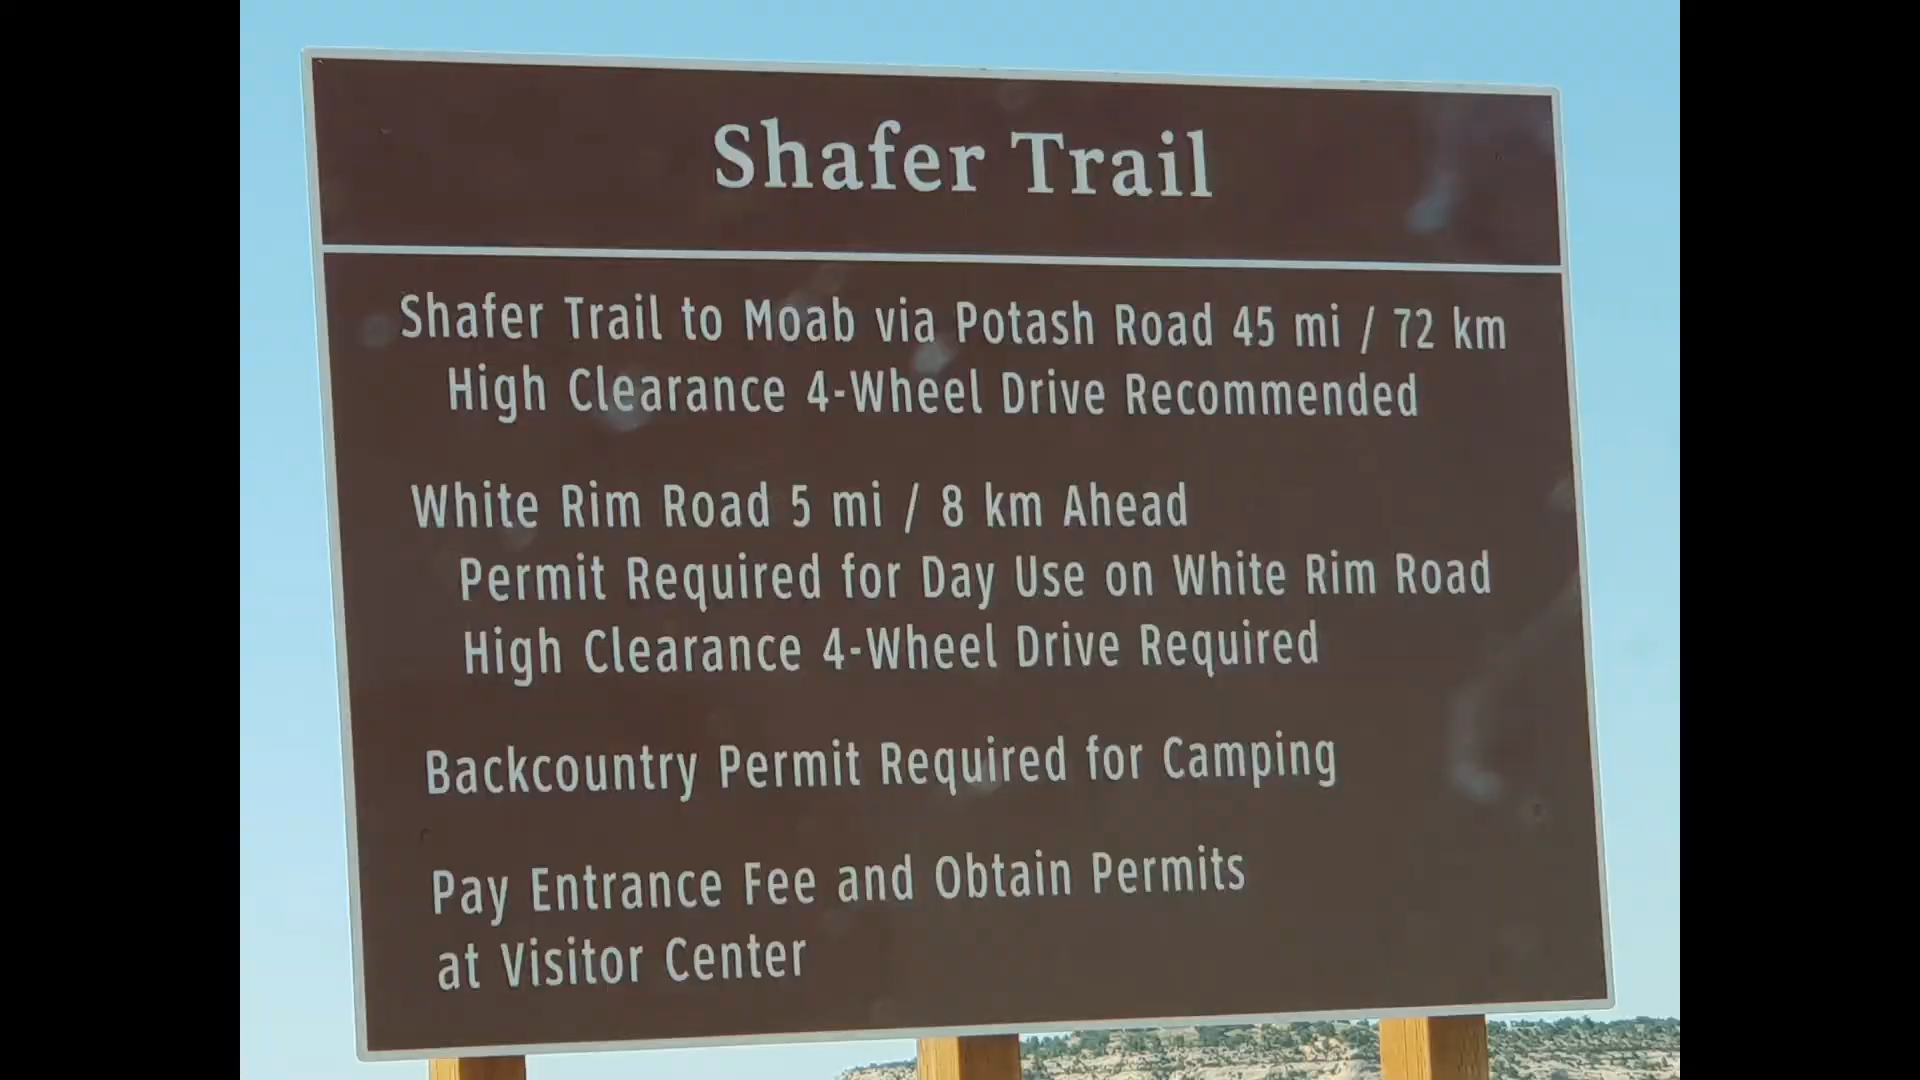 Shafer Trail
Shafer Trail to Moab via Potash Road 45 mi / 72 km
High Clearance 4-Wheel Drive Recommended
White Rim Road 5 mi / 8 km Ahead
Permit Required for Day Use on White Rim Road
High Clearance 4-Wheel Drive Required
Backcountry Permit Required for Camping
Pay Entrance Fee and Obtain Permits
at Visitor Center